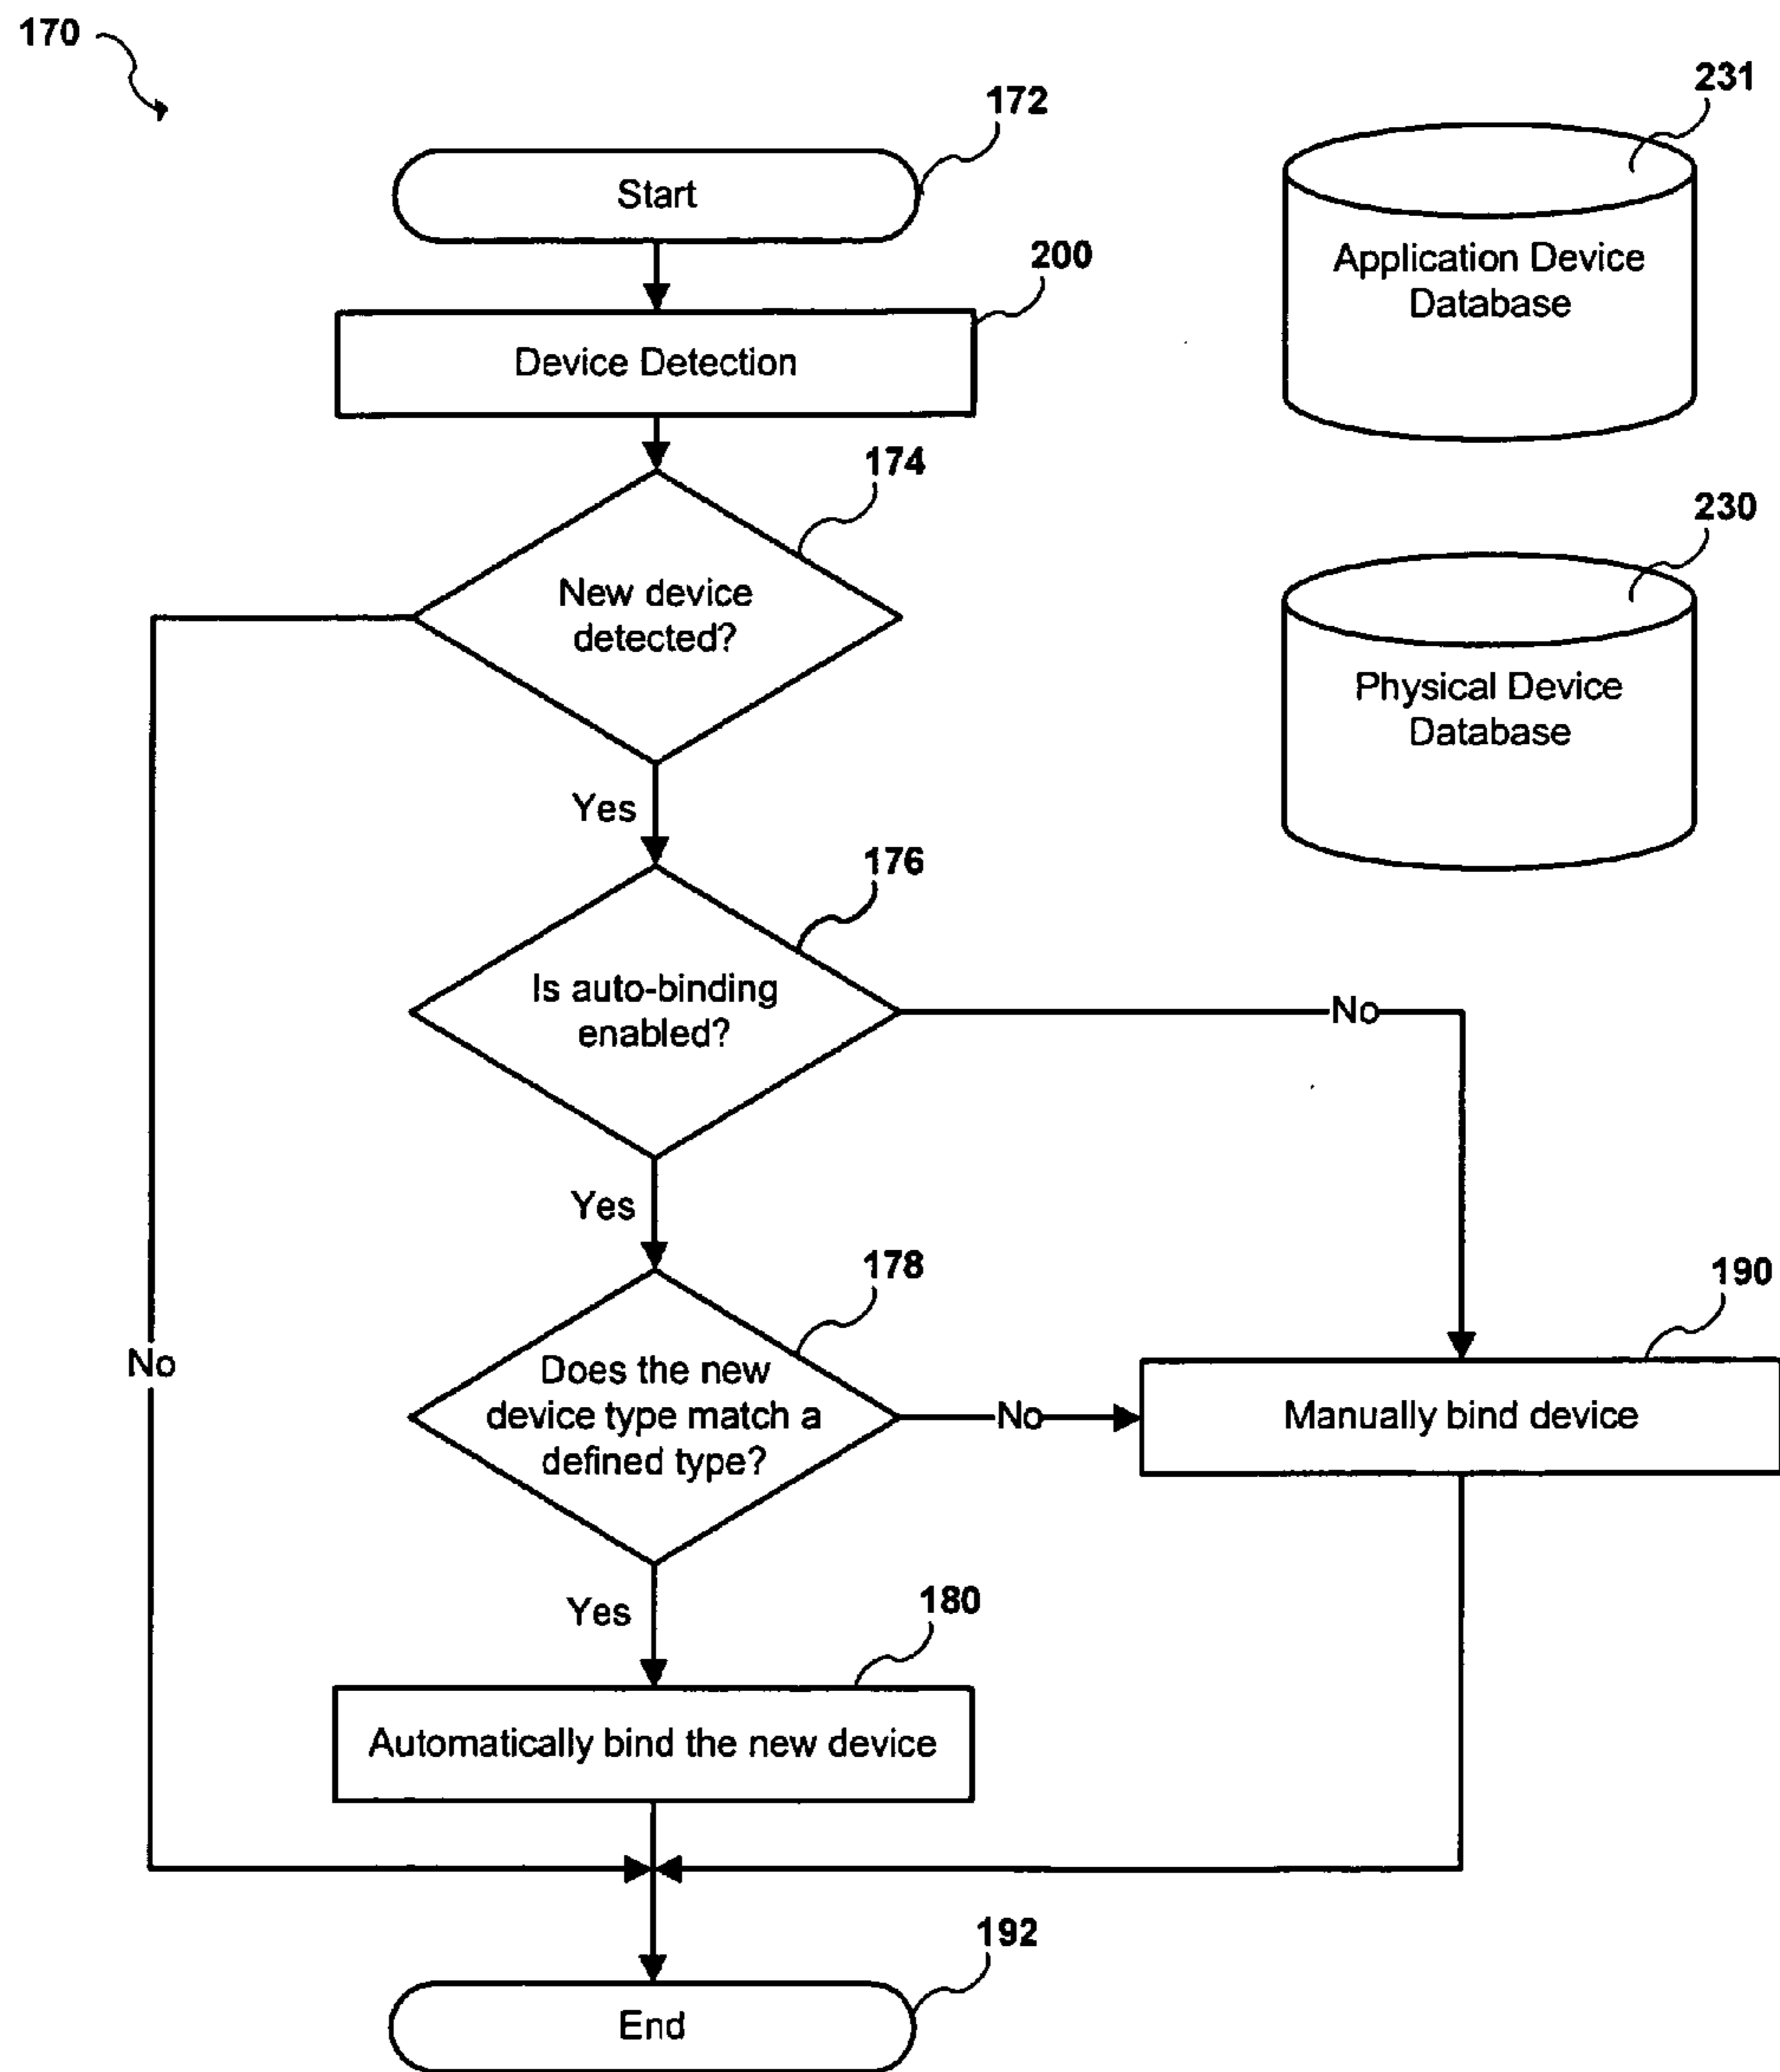 170
172
Start
231
Application Device
Database
200
Device Detection
174
New device
detected?
230
Physical Device
Database
Yes
176
Is auto-binding
enabled?
No
Yes
178
Does the new
device type match a
defined type?
No
No
190
Manually bind device
Yes
180
Automatically bind the new device
192
End